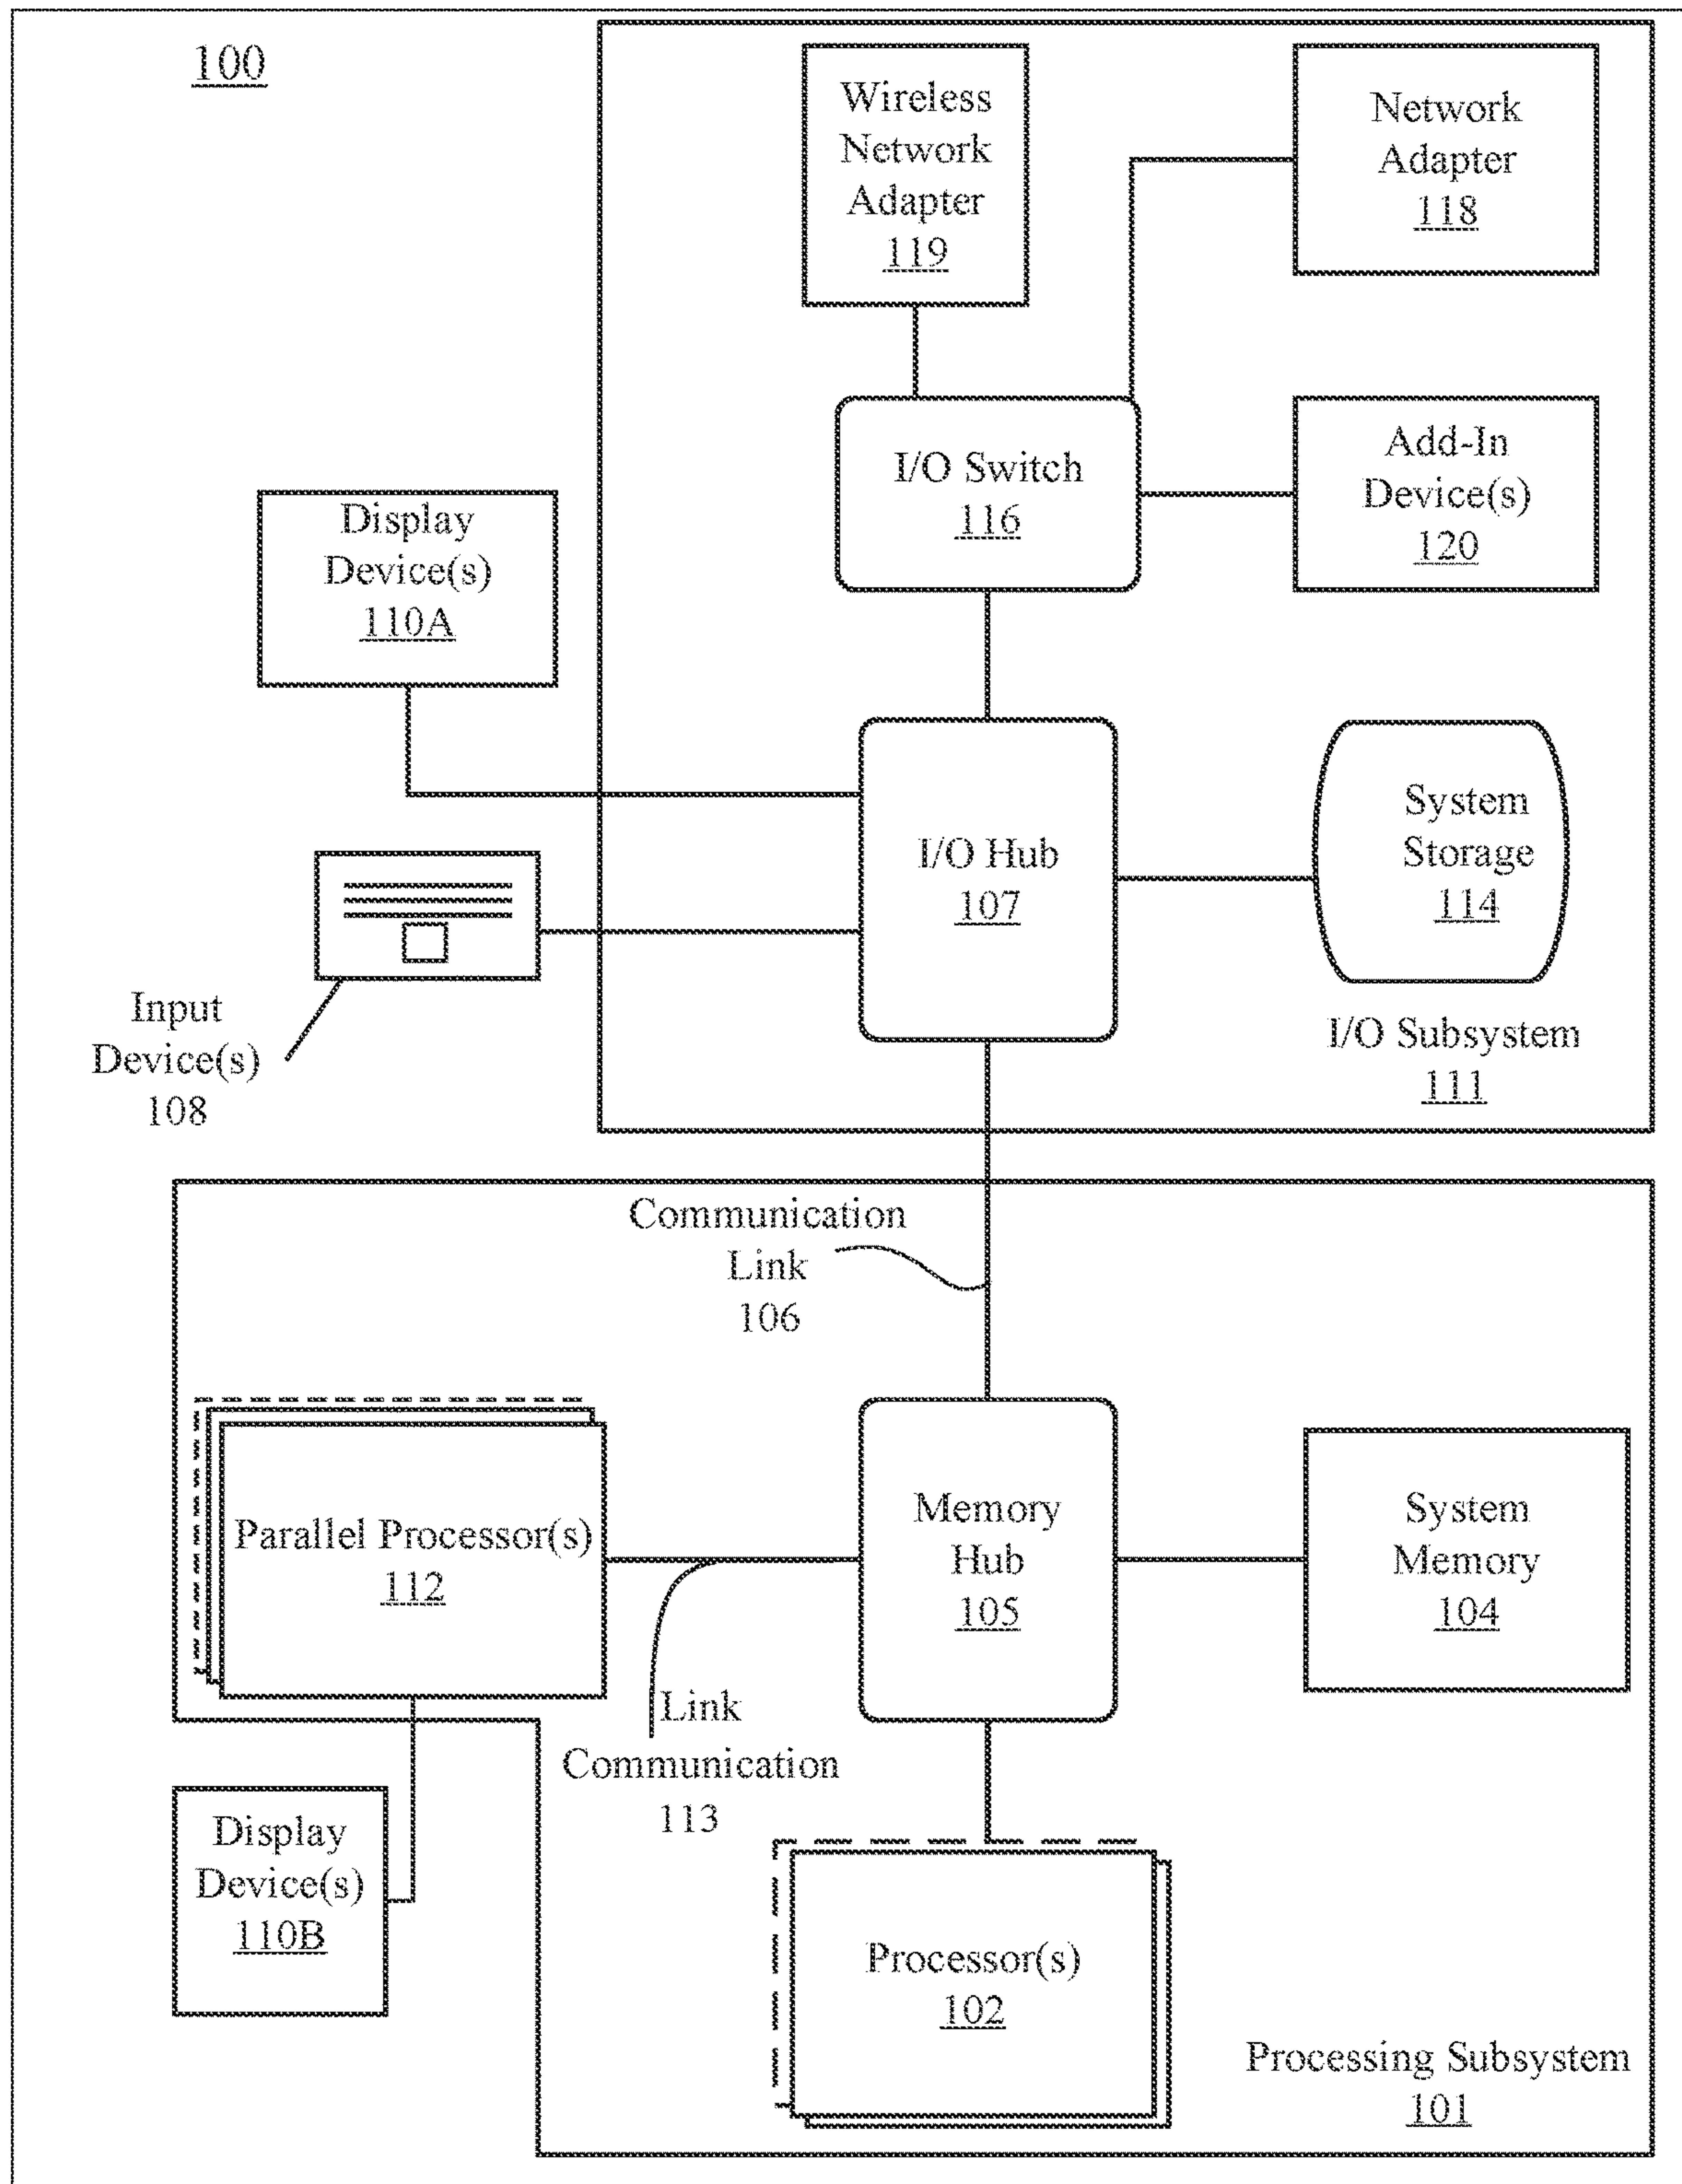 100
Wireless
Network
Adapter
119
Network
Adapter
118
I/O Switch
116
Add-In
Device(s)
120
Display
Device(s)
110A
I/O Hub
107
System
Storage
114
Input
Device(s)
108
I/O Subsystem
111
Communication
Link
106
Parallel Processor(s)
112
Memory
Hub
105
System
Memory
104
Link
Communication
113
Display
Device(s)
110B
Processor(s)
102
Processing Subsystem
101